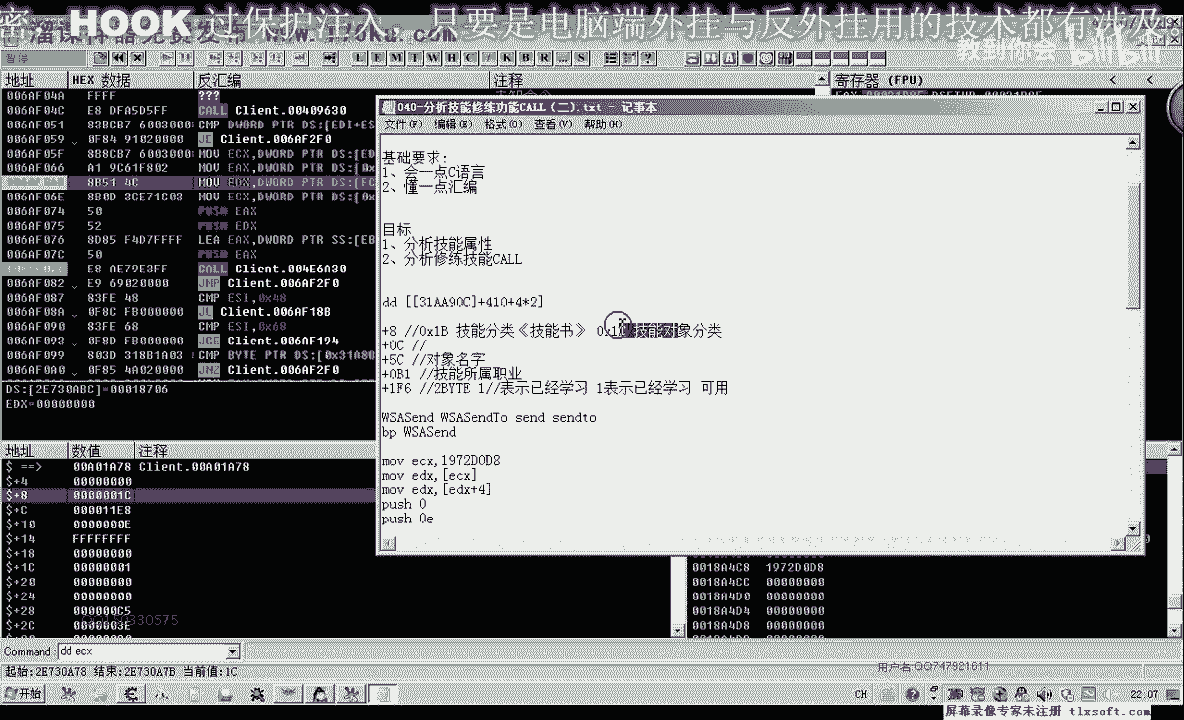 密 HOOK 过保护注入 只要是电脑端外挂与反外挂用的技术都有涉及
教到你会 bilibili
地址 HEX 数据 反汇编 注释 寄存器 (FPU)
006AF04A FFFF ???
006AF04C E8 DFA5D5FF CALL Client.00409630
006AF051 83BCB7 6003000 CMP DWORD PTR DS:[EDI+ES
006AF059 0F84 91020000 JE Client.006AF2F0
006AF05F 8B8CB7 6003000 MOV ECX,DWORD PTR DS:[ED
006AF066 A1 9C61F802 MOV EAX,DWORD PTR DS:[0x
8B51 4C MOV EDX,DWORD PTR DS:[EC
006AF06E 8B0D 3CE71C03 MOV ECX,DWORD PTR DS:[0x
006AF074 50 PUSH EAX
006AF075 52 PUSH EDX
006AF076 8D85 F4D7FFFF LEA EAX,DWORD PTR SS:[EB
006AF07C 50 PUSH EAX
E8 AE79E3FF CALL Client.004E6A30
006AF082 E9 69020000 JMP Client.006AF2F0
006AF087 83FE 48 CMP ESI,0x48
006AF08A 0F8C FB000000 JL Client.006AF18B
006AF090 83FE 68 CMP ESI,0x68
006AF093 0F8D FB000000 JGE Client.006AF194
006AF099 803D 318B1A03 CMP BYTE PTR DS:[0x31A8B
006AF0A0 0F85 4A020000 JNZ Client.006AF2F0
DS:[2E730ABC]=00018706
EDX=00000000
地址 数值 注释
$ ==> 00A01A78 Client.00A01A78
$+4 00000000
$+8 0000001C
$+C 000011E8
$+10 0000000E
$+14 FFFFFFFF
$+18 00000000
$+1C 00000001
$+20 00000000
$+24 00000000
$+28 000000C5
$+2C 0000003E
040-分析技能修练功能CALL（二）.txt - 记事本
文件(F) 编辑(E) 格式(O) 查看(V) 帮助(H)
基础要求:
1、会一点C语言
2、懂一点汇编
目标
1、分析技能属性
2、分析修练技能CALL
dd [[31AA90C]+410+4*2]
+8 //0x1B 技能分类《技能书》 0x1C 技能对象分类
+0C //
+5C //对象名字
+0B1 //技能所属职业
+1F6 //2BYTE 1//表示已经学习 1表示已经学习 可用
WSASend WSASendTo send sendto
bp WSASend
mov ecx,1972D0D8
mov edx,[ecx]
mov edx,[edx+4]
push 0
push 0e
0018A4C8 1972D0D8
0018A4CC 00000000
0018A4D0 00000000
0018A4D4 00000000
0018A4D8 00000000
Command: dd ecx
起始:2E730A78 结束:2E730A7B 当前值:1C
用户名:QQ747921611
开始 CH 22:07
屏幕录像专家未注册 tlxsoft.com